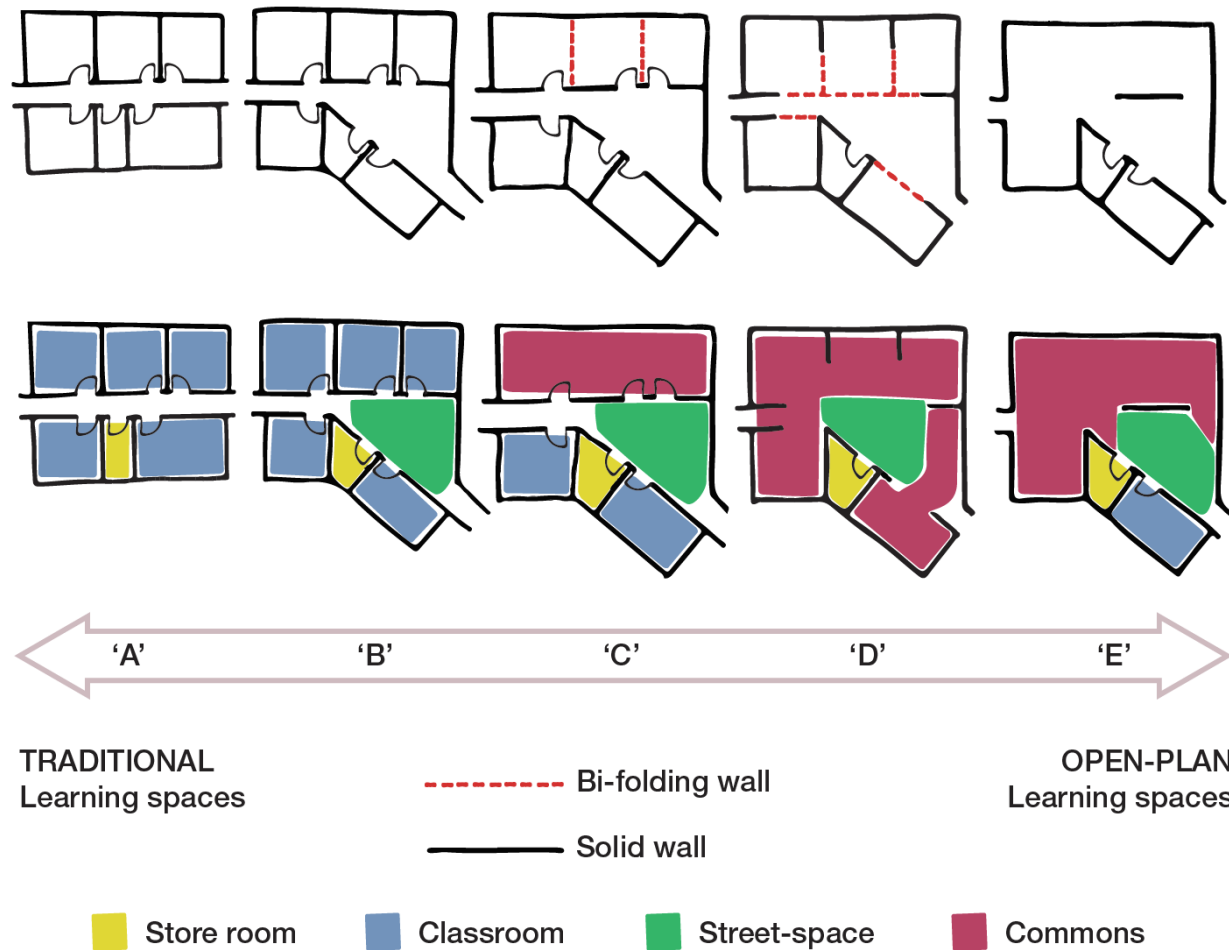 ‘A’ ‘B’ ‘C’ ‘D’ ‘E’
TRADITIONAL
Learning spaces
OPEN-PLAN
Learning spaces
Bi-folding wall
Solid wall
Store room Classroom Street-space Commons